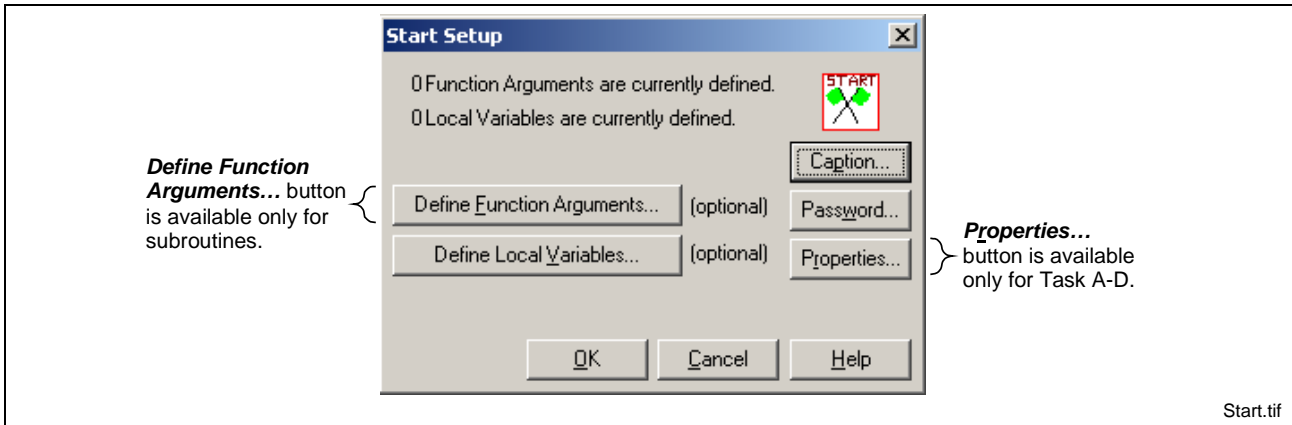 Start Setup
0 Function Arguments are currently defined.
0 Local Variables are currently defined.
START
Caption...
Define Function
Arguments… button
is available only for
subroutines.
Define Function Arguments... (optional)
Password...
Define Local Variables... (optional)
Properties...
Properties…
button is available
only for Task A-D.
OK Cancel Help
Start.tif